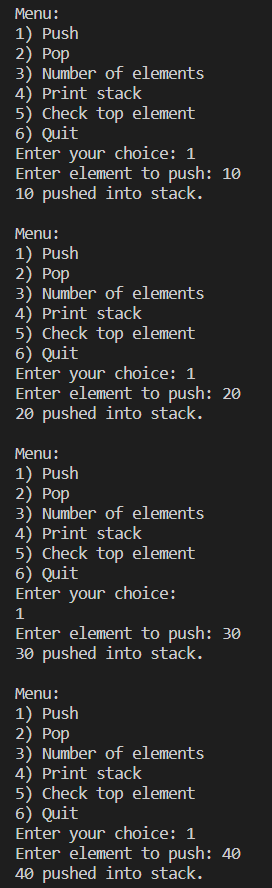 Menu:
1) Push
2) Pop
3) Number of elements
4) Print stack
5) Check top element
6) Quit
Enter your choice: 1
Enter element to push: 10
10 pushed into stack.
Menu:
1) Push
2) Pop
3) Number of elements
4) Print stack
5) Check top element
6) Quit
Enter your choice: 1
Enter element to push: 20
20 pushed into stack.
Menu:
1) Push
2) Pop
3) Number of elements
4) Print stack
5) Check top element
6) Quit
Enter your choice:
1
Enter element to push: 30
30 pushed into stack.
Menu:
1) Push
2) Pop
3) Number of elements
4) Print stack
5) Check top element
6) Quit
Enter your choice: 1
Enter element to push: 40
40 pushed into stack.